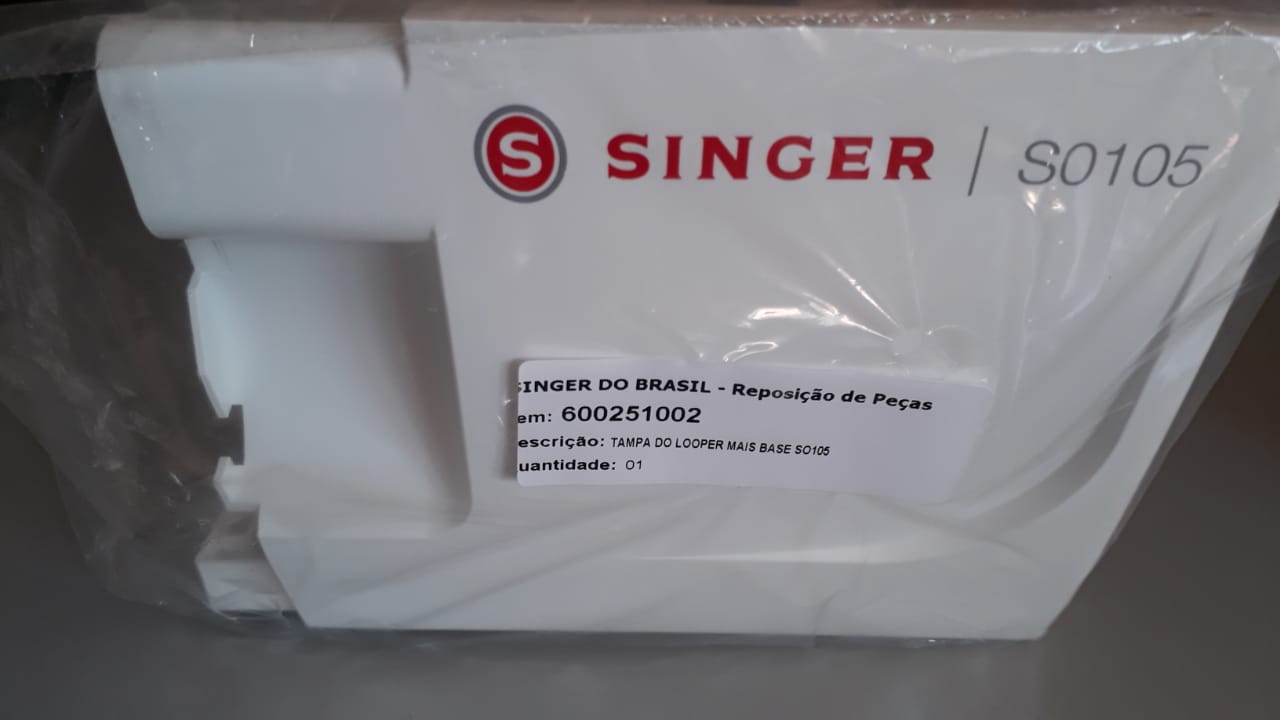 S SINGER | S0105
SINGER DO BRASIL - Reposição de Peças
em: 600251002
escrição: TAMPA DO LOOPER MAIS BASE SO105
uantidade: 01